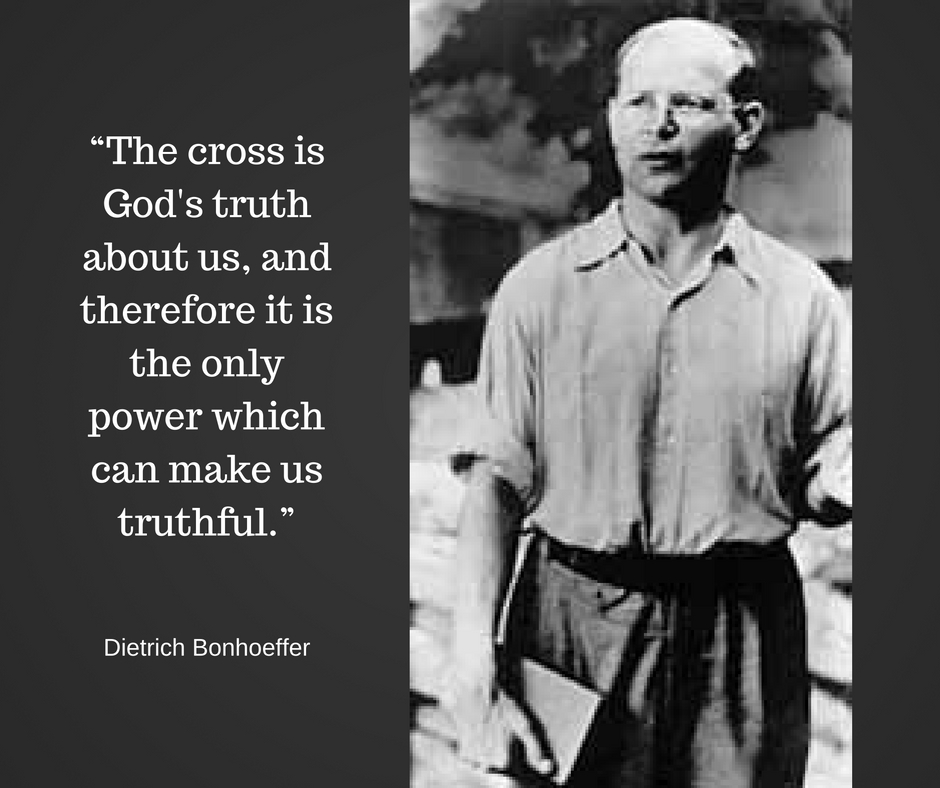 “The cross is
God's truth
about us, and
therefore it is
the only
power which
can make us
truthful.”
Dietrich Bonhoeffer